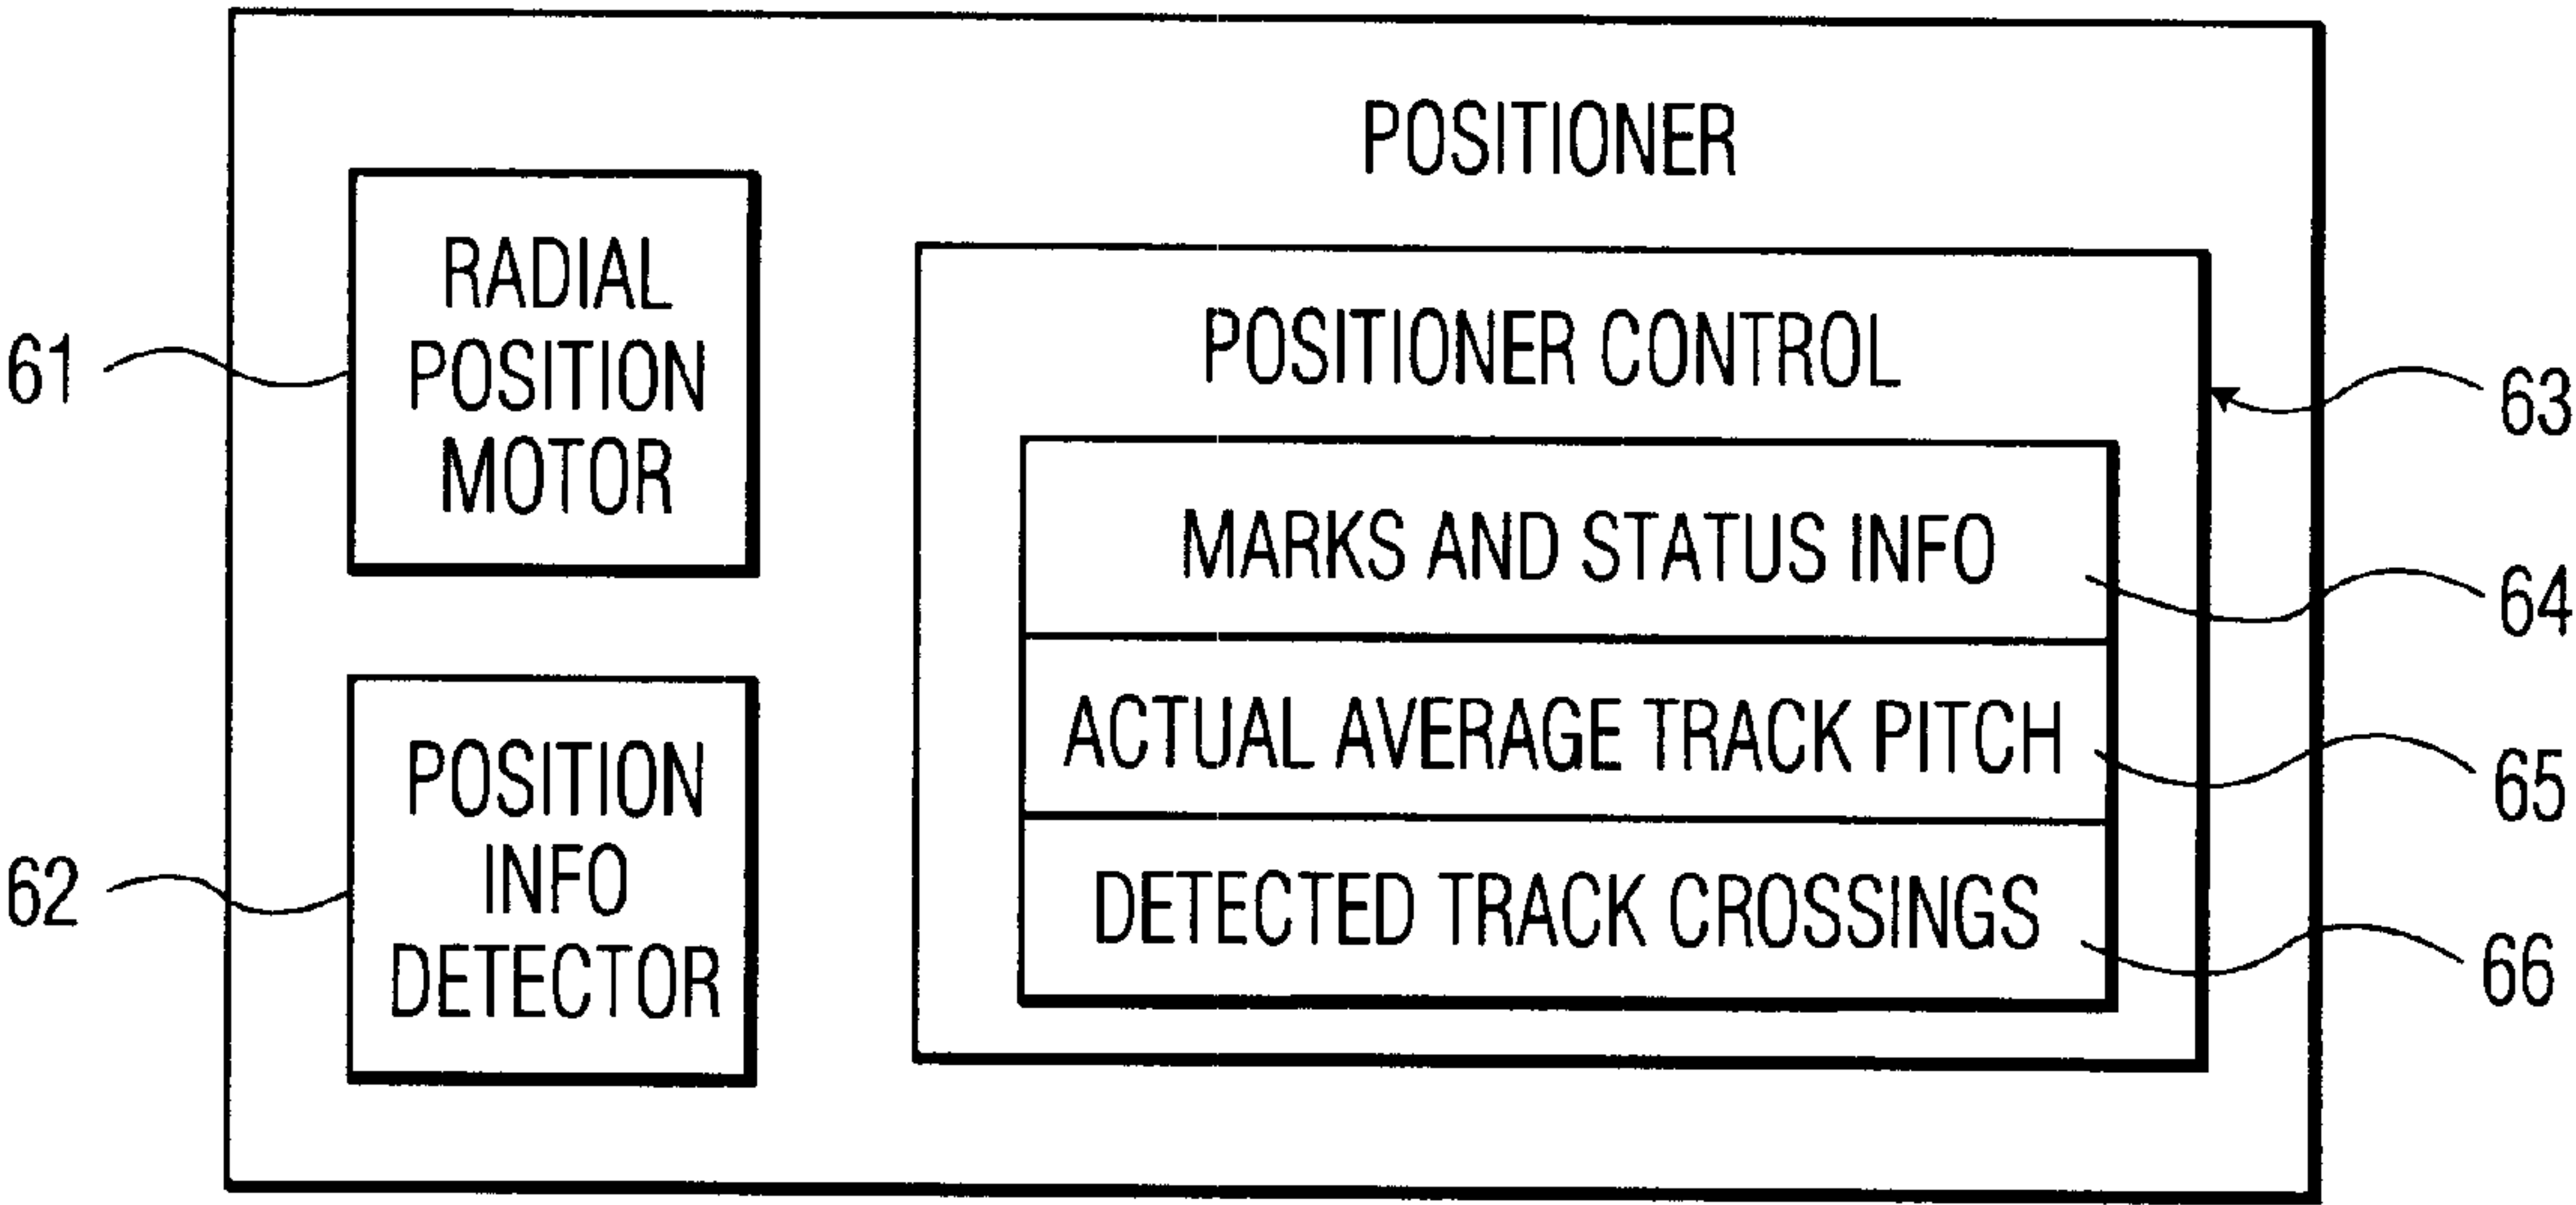 POSITIONER
61
RADIAL
POSITION
MOTOR
62
POSITION
INFO
DETECTOR
POSITIONER CONTROL
63
MARKS AND STATUS INFO
64
ACTUAL AVERAGE TRACK PITCH
65
DETECTED TRACK CROSSINGS
66